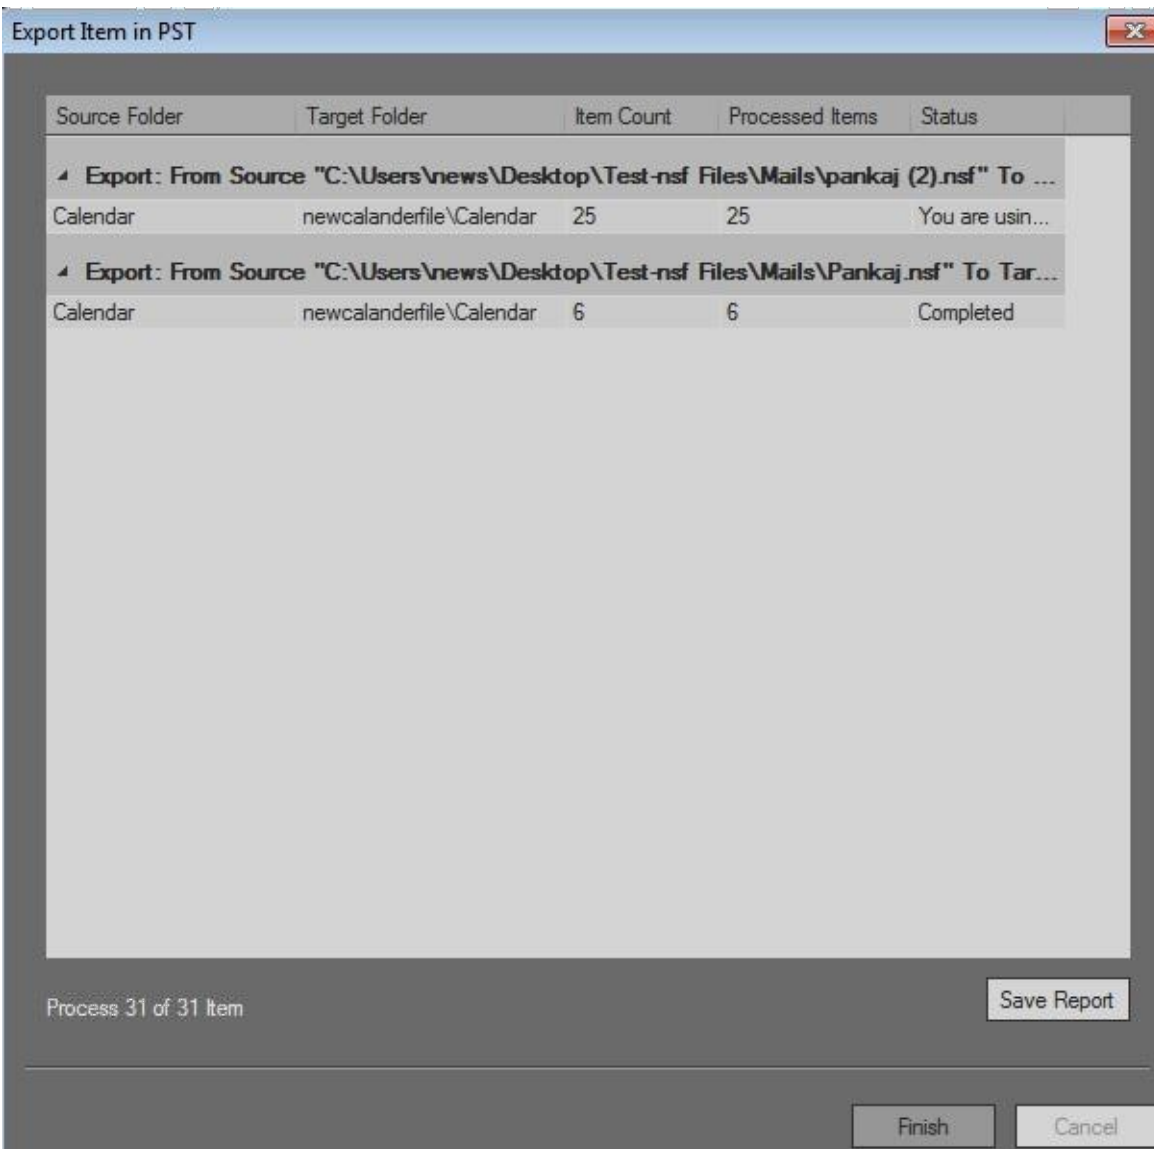 Export Item in PST
Source Folder Target Folder Item Count Processed Items Status
Export: From Source "C:\Users\news\Desktop\Test-nsf Files\Mails\pankaj (2).nsf" To ...
Calendar newcalanderfile\Calendar 25 25 You are usin...
Export: From Source "C:\Users\news\Desktop\Test-nsf Files\Mails\Pankaj.nsf" To Tar...
Calendar newcalanderfile\Calendar 6 6 Completed
Process 31 of 31 Item
Save Report
Finish Cancel